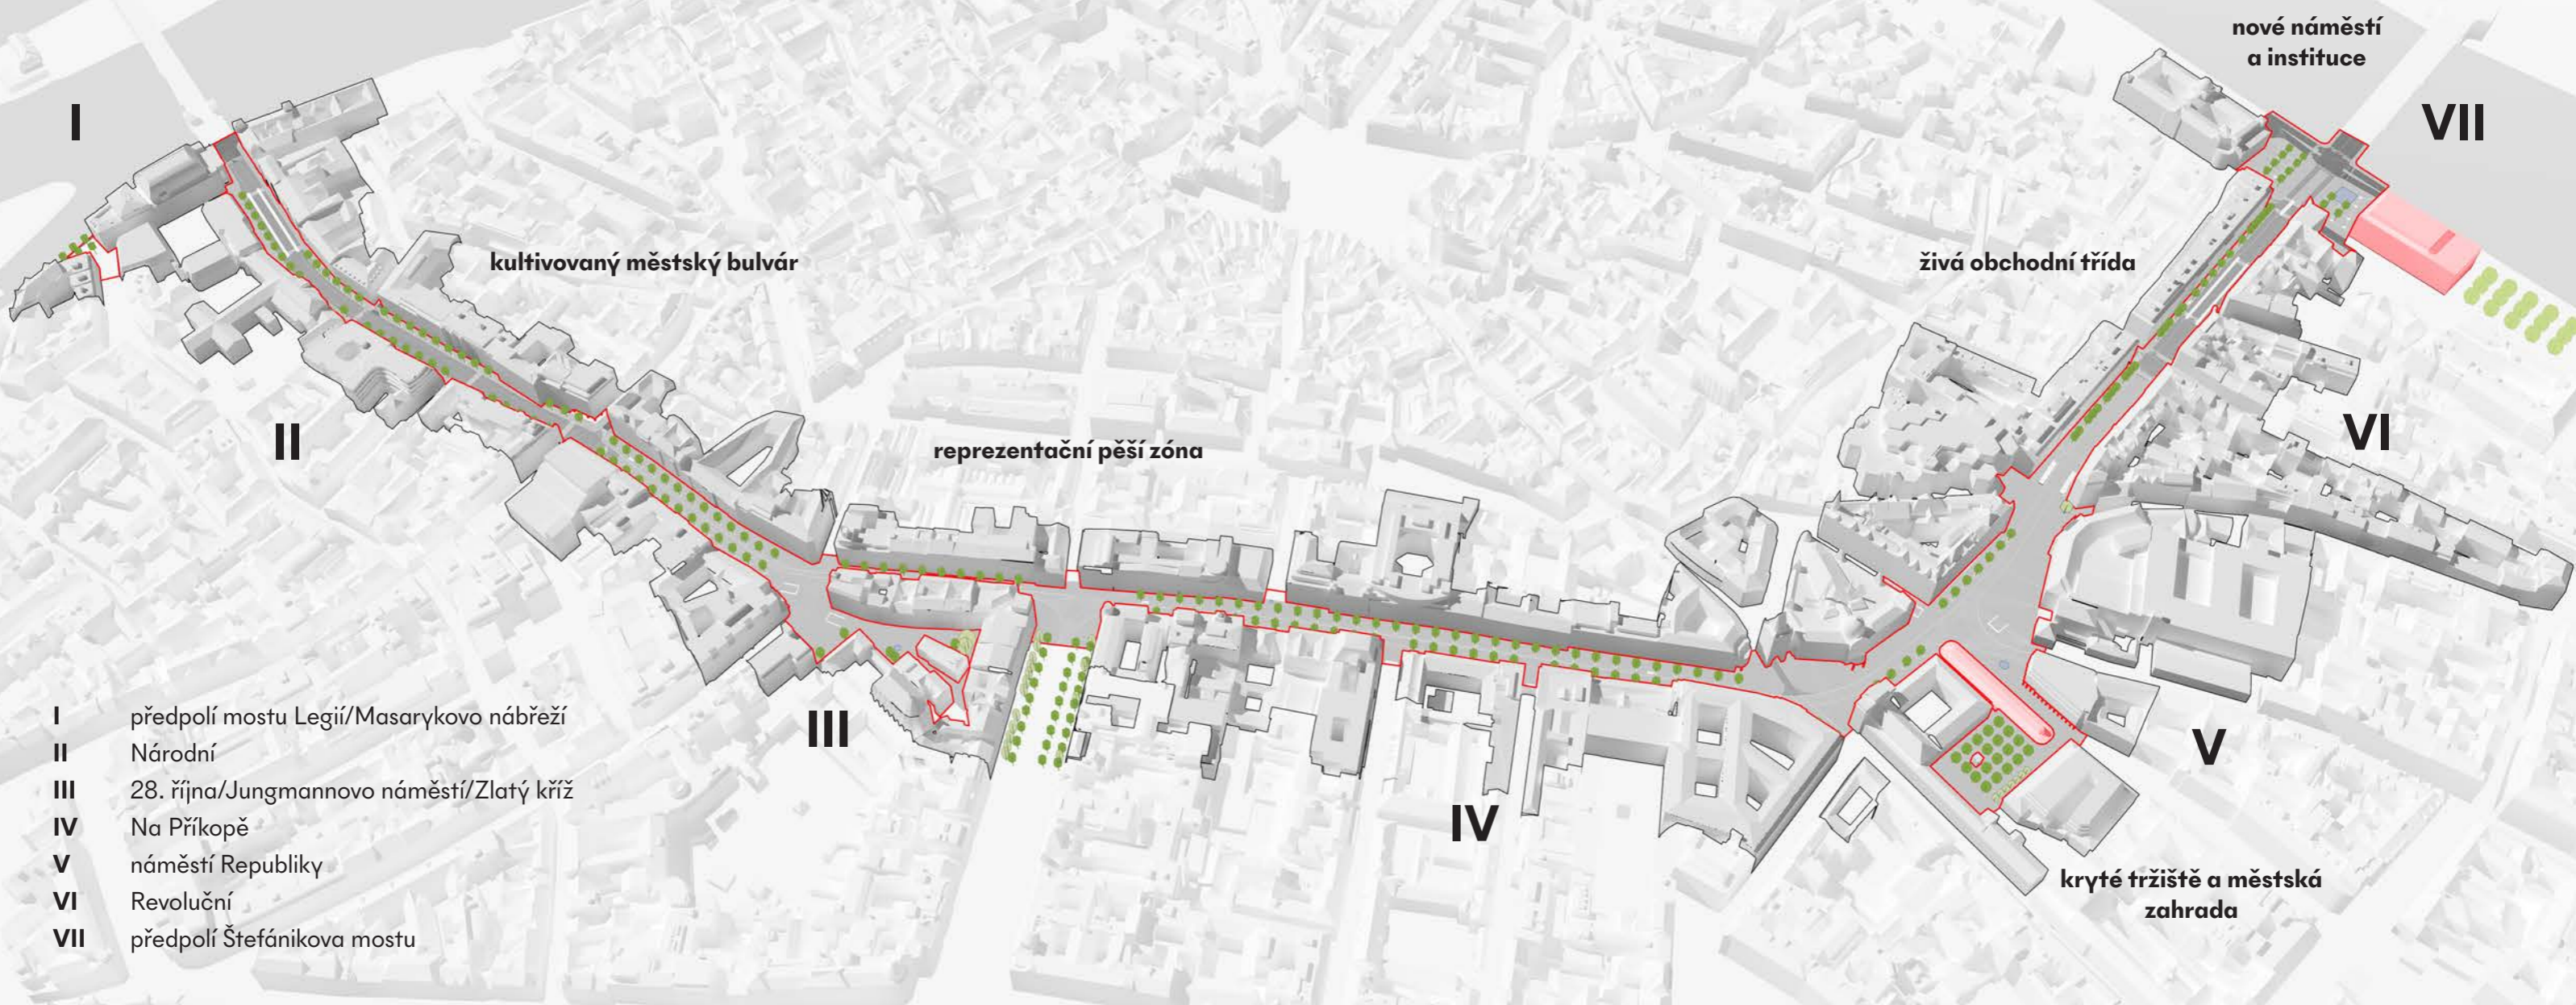 nové náměstí
a instituce
I
VII
kultivovaný městský bulvár
živá obchodní třída
II
reprezentační pěší zóna
VI
III
IV
V
kryté tržiště a městská
zahrada
I předpolí mostu Legií/Masarykovo nábřeží
II Národní
III 28. října/Jungmannovo náměstí/Zlatý kříž
IV Na Příkopě
V náměstí Republiky
VI Revoluční
VII předpolí Štefánikova mostu